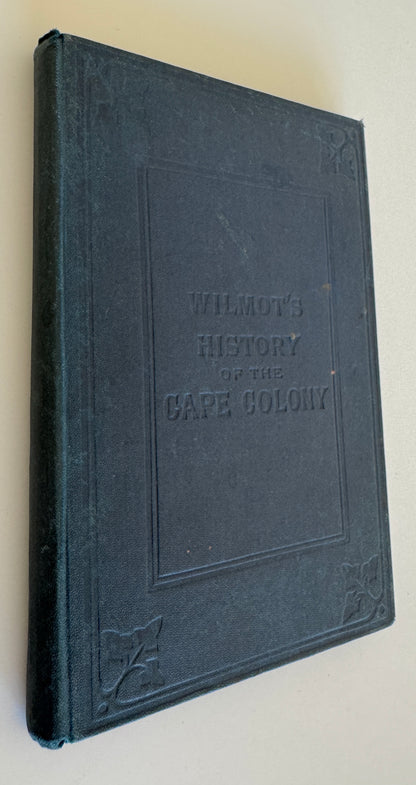 WILMOT'S
HISTORY
OF THE
CAPE COLONY